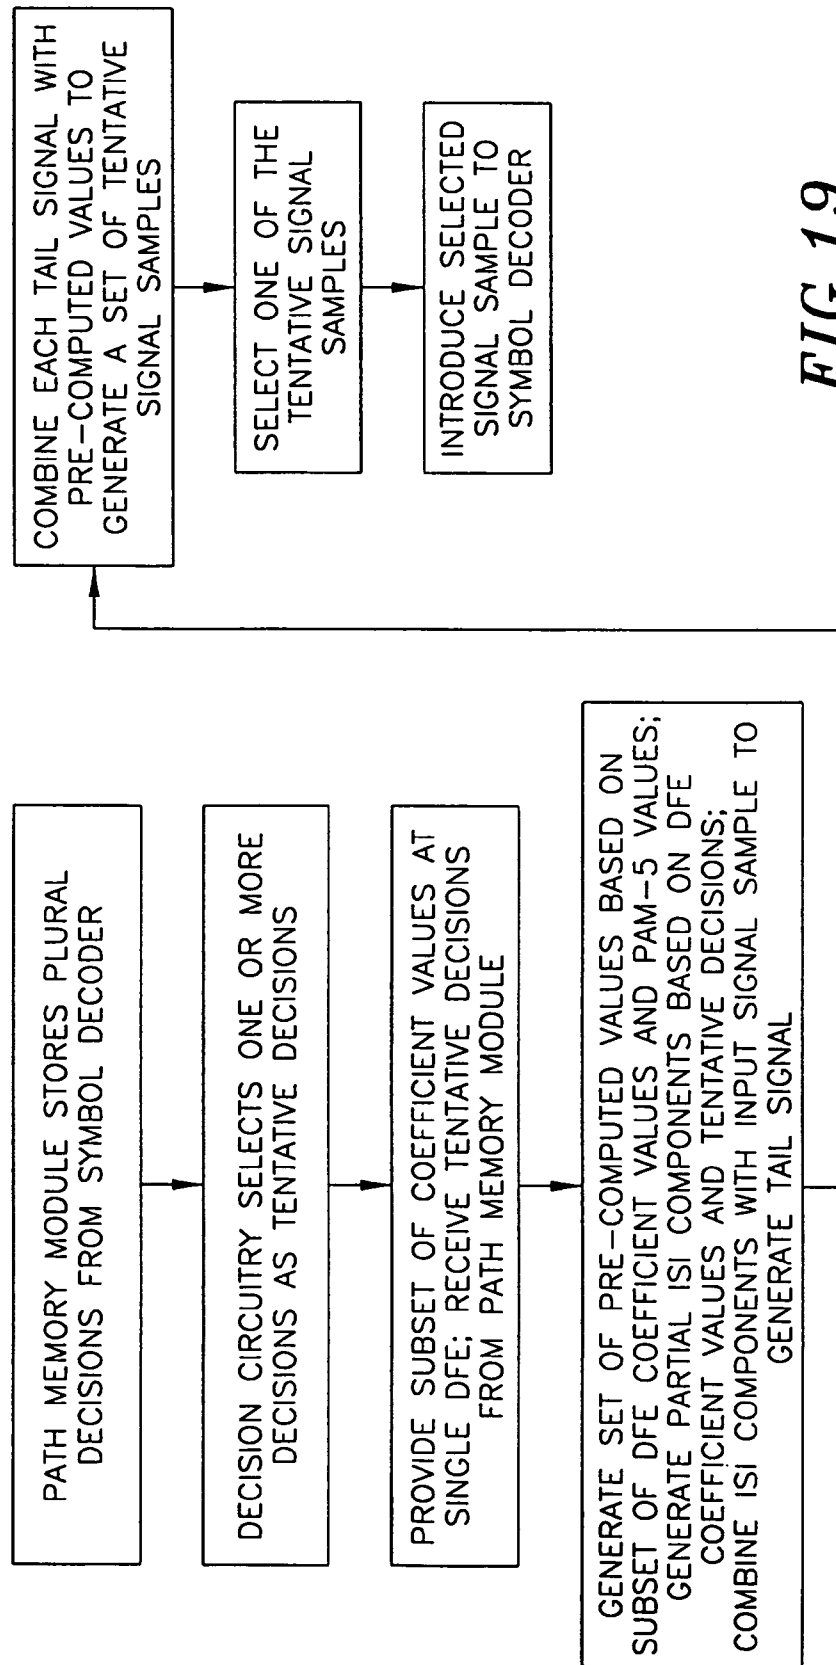 PATH MEMORY MODULE STORES PLURAL
DECISIONS FROM SYMBOL DECODER
DECISION CIRCUITRY SELECTS ONE OR MORE
DECISIONS AS TENTATIVE DECISIONS
PROVIDE SUBSET OF COEFFICIENT VALUES AT
SINGLE DFE; RECEIVE TENTATIVE DECISIONS
FROM PATH MEMORY MODULE
GENERATE SET OF PRE-COMPUTED VALUES BASED ON
SUBSET OF DFE COEFFICIENT VALUES AND PAM-5 VALUES;
GENERATE PARTIAL ISI COMPONENTS BASED ON DFE
COEFFICIENT VALUES AND TENTATIVE DECISIONS;
COMBINE ISI COMPONENTS WITH INPUT SIGNAL SAMPLE TO
GENERATE TAIL SIGNAL
COMBINE EACH TAIL SIGNAL WITH
PRE-COMPUTED VALUES TO
GENERATE A SET OF TENTATIVE
SIGNAL SAMPLES
SELECT ONE OF THE
TENTATIVE SIGNAL
SAMPLES
INTRODUCE SELECTED
SIGNAL SAMPLE TO
SYMBOL DECODER
FIG. 19